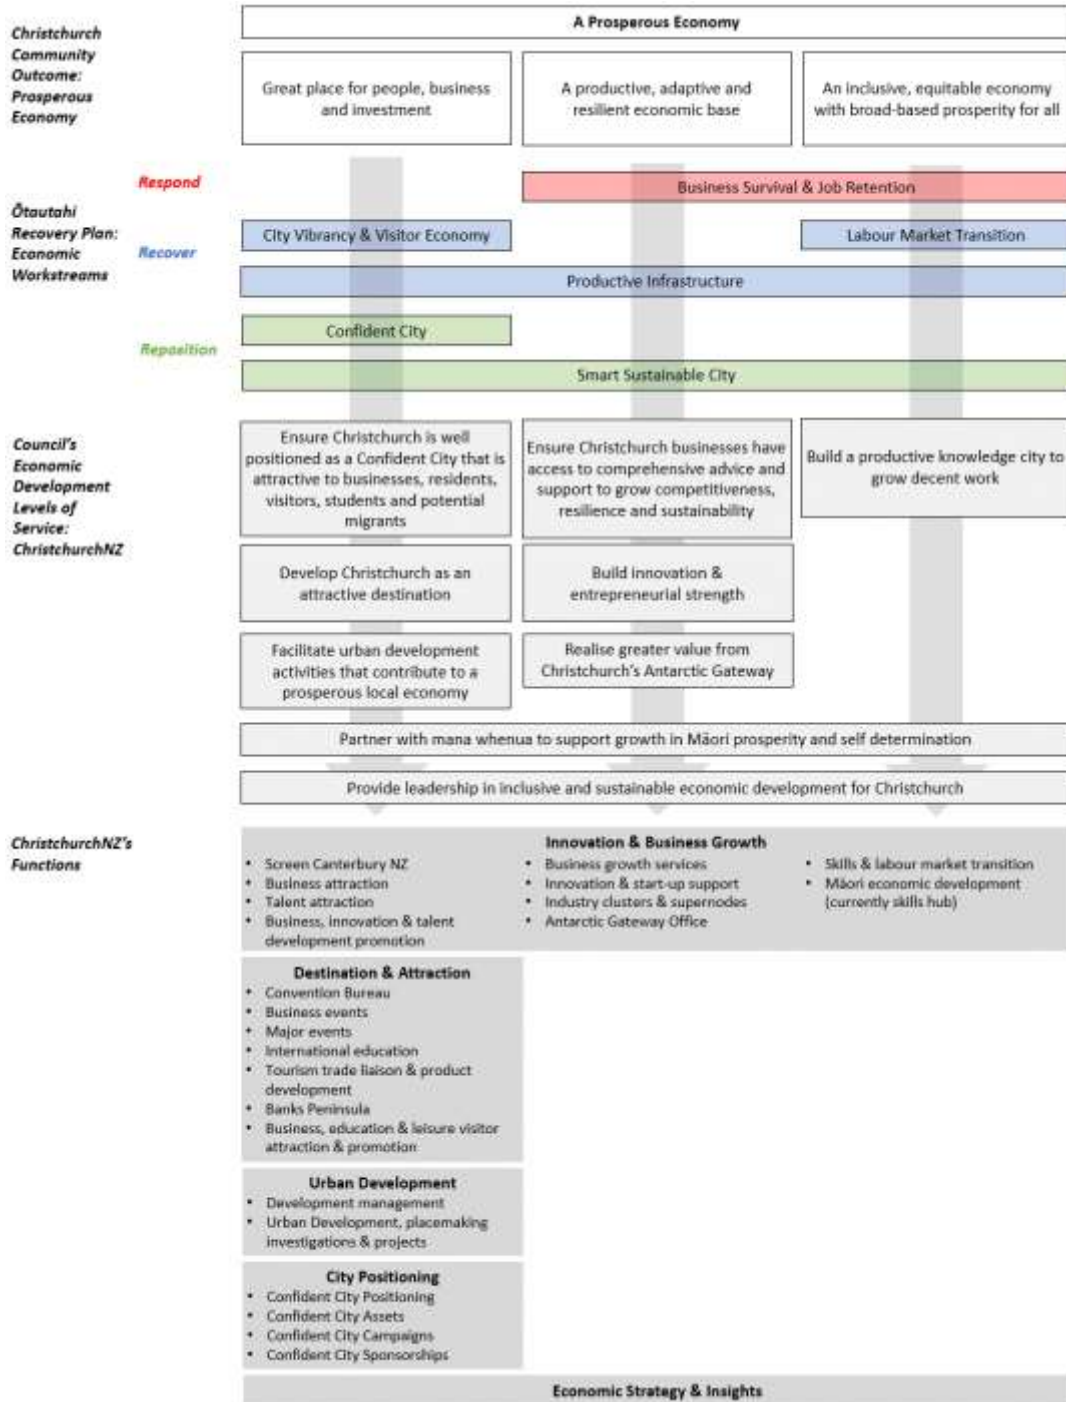 A Prosperous Economy
Christchurch
Community
Outcome:
Prosperous
Economy
Great place for people, business
and investment
A productive, adaptive and
resilient economic base
An inclusive, equitable economy
with broad-based prosperity for all
Respond
Business Survival & Job Retention
Ōtautahi
Recovery Plan:
Economic
Workstreams
Recover
City Vibrancy & Visitor Economy
Labour Market Transition
Productive Infrastructure
Confident City
Reposition
Smart Sustainable City
Council's
Economic
Development
Levels of
Service:
ChristchurchNZ
Ensure Christchurch is well
positioned as a Confident City that is
attractive to businesses, residents,
visitors, students and potential
migrants
Ensure Christchurch businesses have
access to comprehensive advice and
support to grow competitiveness,
resilience and sustainability
Build a productive knowledge city to
grow decent work
Develop Christchurch as an
attractive destination
Build innovation &
entrepreneurial strength
Facilitate urban development
activities that contribute to a
prosperous local economy
Realise greater value from
Christchurch's Antarctic Gateway
Partner with mana whenua to support growth in Māori prosperity and self determination
Provide leadership in inclusive and sustainable economic development for Christchurch
ChristchurchNZ's
Functions
Innovation & Business Growth
• Screen Canterbury NZ
• Business attraction
• Talent attraction
• Business, innovation & talent
development promotion
• Business growth services
• Innovation & start-up support
• Industry clusters & supernodes
• Antarctic Gateway Office
• Skills & labour market transition
• Māori economic development
(currently skills hub)
Destination & Attraction
• Convention Bureau
• Business events
• Major events
• International education
• Tourism trade liaison & product
development
• Banks Peninsula
• Business, education & leisure visitor
attraction & promotion
Urban Development
• Development management
• Urban Development, placemaking
investigations & projects
City Positioning
• Confident City Positioning
• Confident City Assets
• Confident City Campaigns
• Confident City Sponsorships
Economic Strategy & Insights